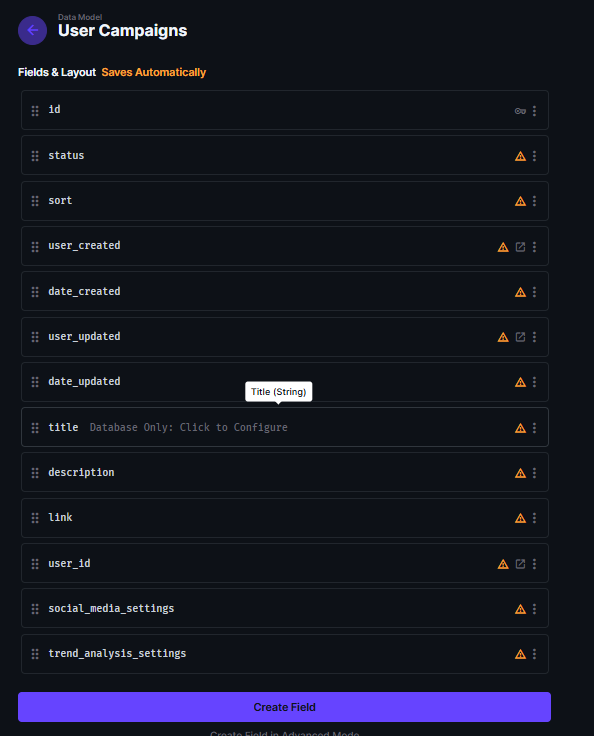 Data Model
User Campaigns
Fields & Layout Saves Automatically
id
status
sort
user_created
date_created
user_updated
date_updated
Title (String)
title Database Only: Click to Configure
description
link
user_id
social_media_settings
trend_analysis_settings
Create Field
Create Field in Advanced Mode